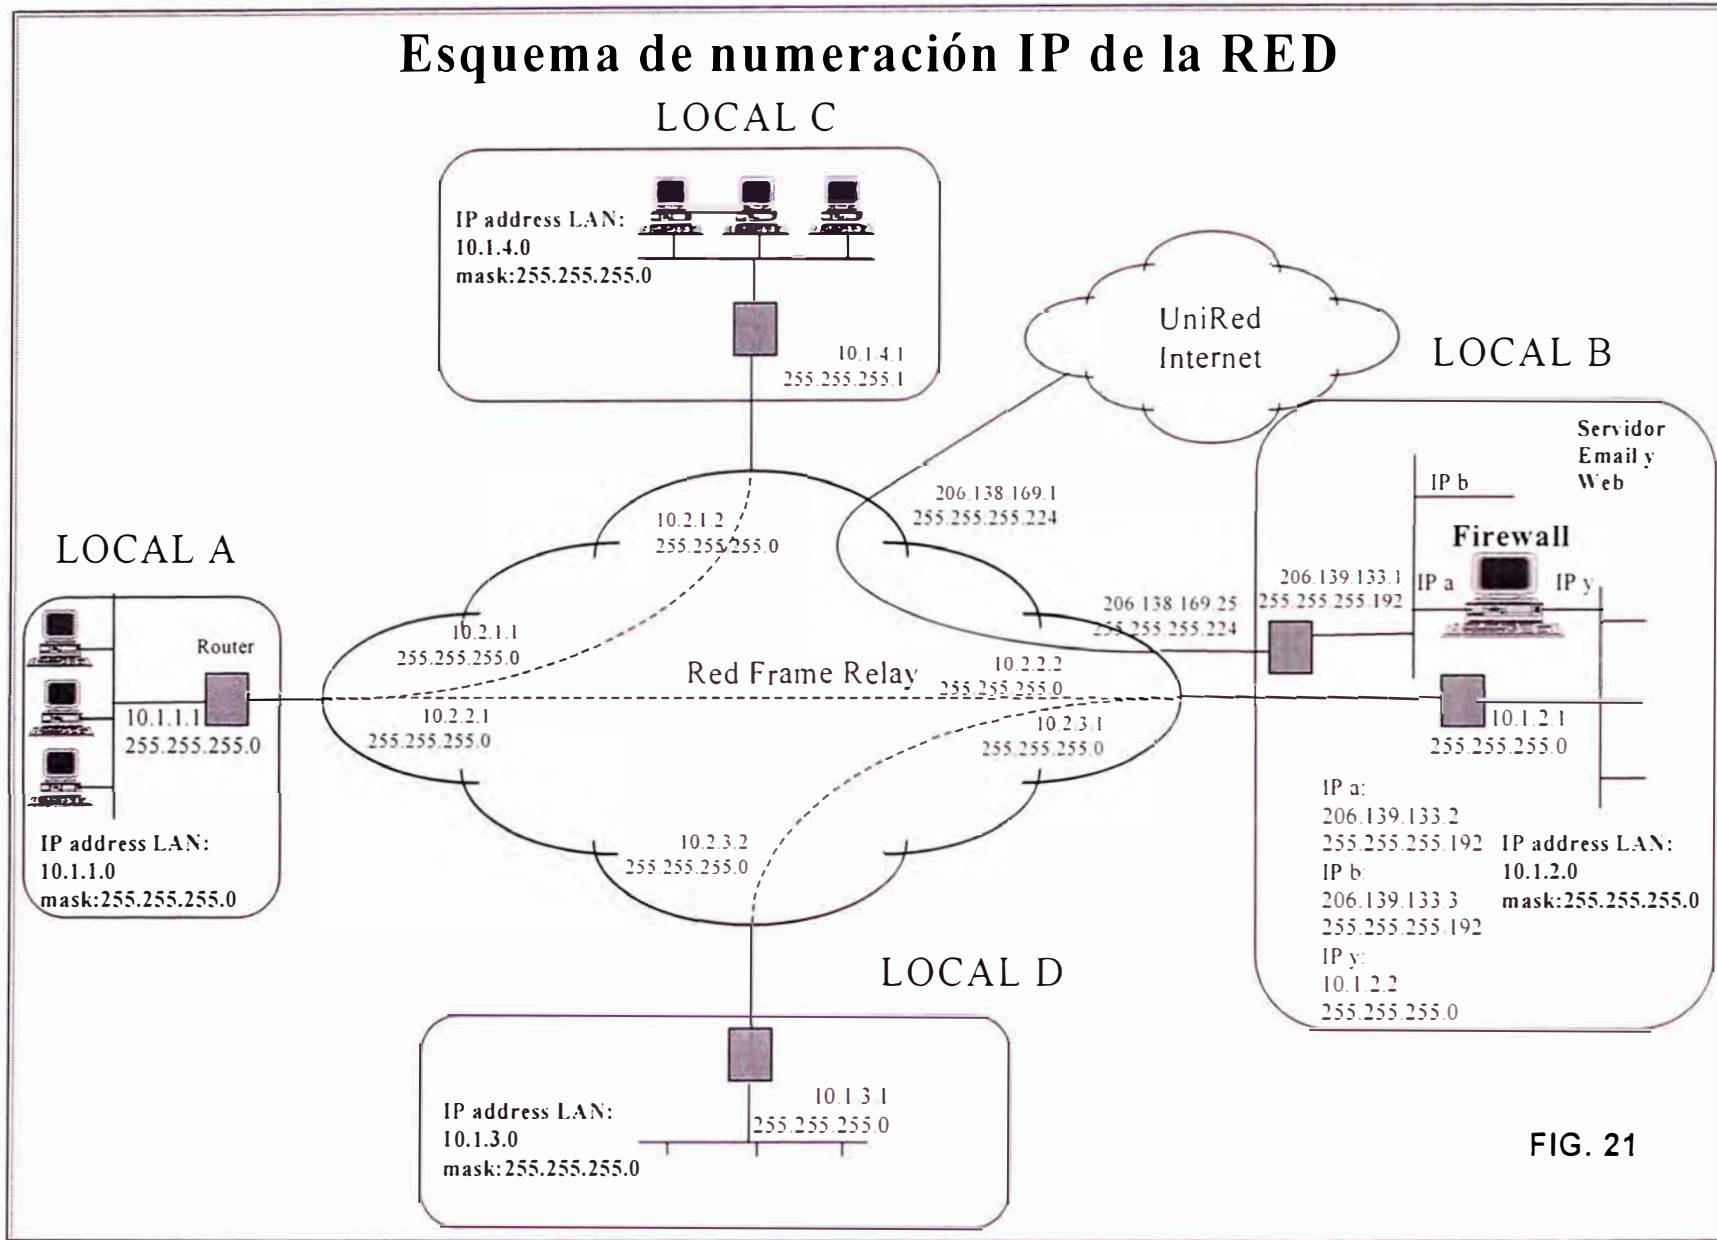 Esquema de numeración IP de la RED
LOCAL C
IP address LAN:
10.1.4.0
mask:255.255.255.0
10.1.4.1
255.255.255.1
UniRed
Internet
LOCAL B
Servidor
Email y
Web
IP b
Firewall
IP a
IP y
206.139.133.1
255.255.255.192
206.138.169.1
255.255.255.224
206.138.169.25
255.255.255.224
10.2.1.2
255.255.255.0
LOCAL A
Router
10.1.1.1
255.255.255.0
IP address LAN:
10.1.1.0
mask:255.255.255.0
10.2.1.1
255.255.255.0
Red Frame Relay
10.2.2.2
255.255.255.0
10.2.2.1
255.255.255.0
10.2.3.1
255.255.255.0
10.2.3.2
255.255.255.0
10.1.2.1
255.255.255.0
IP a:
206.139.133.2
255.255.255.192
IP b:
206.139.133.3
255.255.255.192
IP y:
10.1.2.2
255.255.255.0
IP address LAN:
10.1.2.0
mask:255.255.255.0
LOCAL D
IP address LAN:
10.1.3.0
mask:255.255.255.0
10.1.3.1
255.255.255.0
FIG. 21